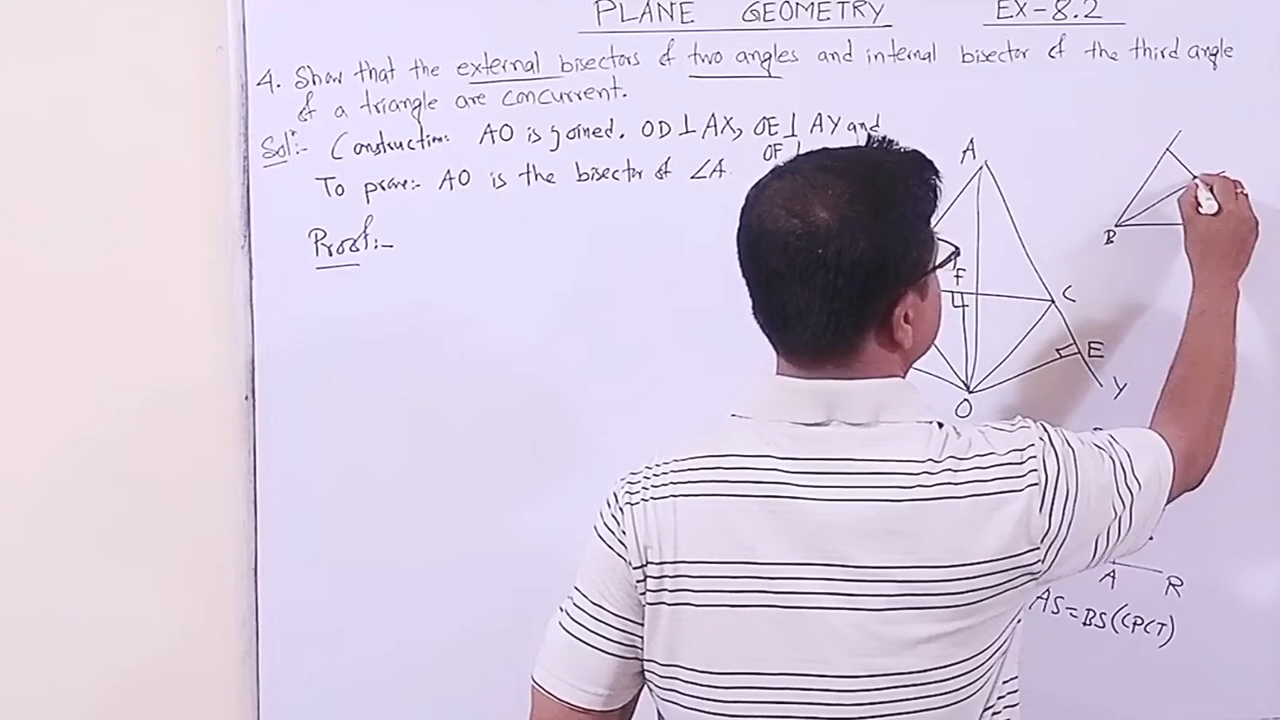 PLANE GEOMETRY EX-8.2
4. Show that the external bisectors of two angles and internal bisector of the third angle
of a triangle are concurrent.
Solⁿ:- Construction: AO is joined. OD⊥AX, OE⊥AY and
OF⊥
To prove:- AO is the bisector of ∠A.
Proof:-
A
B
F
C
E
Y
O
A R
AS=BS(CPCT)